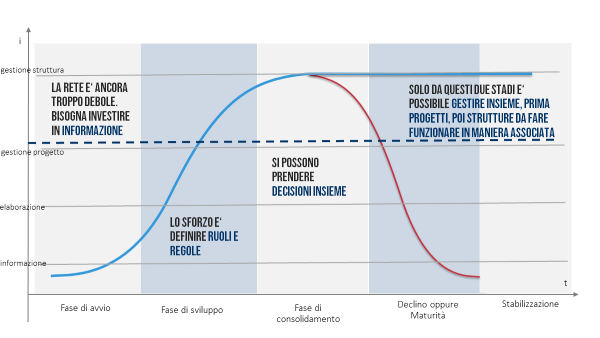 i
gestione struttura
LA RETE E' ANCORA
TROPPO DEBOLE.
BISOGNA INVESTIRE
IN INFORMAZIONE
SOLO DA QUESTI DUE STADI E'
POSSIBILE GESTIRE INSIEME, PRIMA
PROGETTI, POI STRUTTURE DA FARE
FUNZIONARE IN MANIERA ASSOCIATA
gestione progetto
SI POSSONO
PRENDERE
DECISIONI INSIEME
elaborazione
LO SFORZO E'
DEFINIRE RUOLI E
REGOLE
informazione
t
Fase di avvio
Fase di sviluppo
Fase di
consolidamento
Declino oppure
Maturità
Stabilizzazione